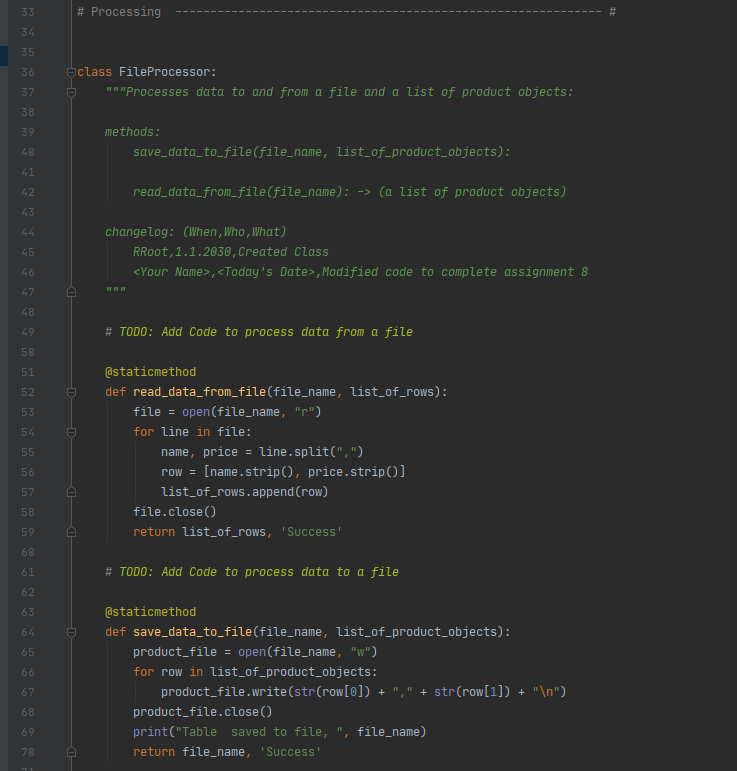 33 # Processing ------------------------------------------------------------- #
34
35
36 class FileProcessor:
37 """Processes data to and from a file and a list of product objects:
38
39 methods:
40 save_data_to_file(file_name, list_of_product_objects):
41
42 read_data_from_file(file_name): -> (a list of product objects)
43
44 changelog: (When,Who,What)
45 RRoot,1.1.2030,Created Class
46 <Your Name>,<Today's Date>,Modified code to complete assignment 8
47 """
48
49 # TODO: Add Code to process data from a file
50
51 @staticmethod
52 def read_data_from_file(file_name, list_of_rows):
53 file = open(file_name, "r")
54 for line in file:
55 name, price = line.split(",")
56 row = [name.strip(), price.strip()]
57 list_of_rows.append(row)
58 file.close()
59 return list_of_rows, 'Success'
60
61 # TODO: Add Code to process data to a file
62
63 @staticmethod
64 def save_data_to_file(file_name, list_of_product_objects):
65 product_file = open(file_name, "w")
66 for row in list_of_product_objects:
67 product_file.write(str(row[0]) + "," + str(row[1]) + "\n")
68 product_file.close()
69 print("Table  saved to file, ", file_name)
70 return file_name, 'Success'